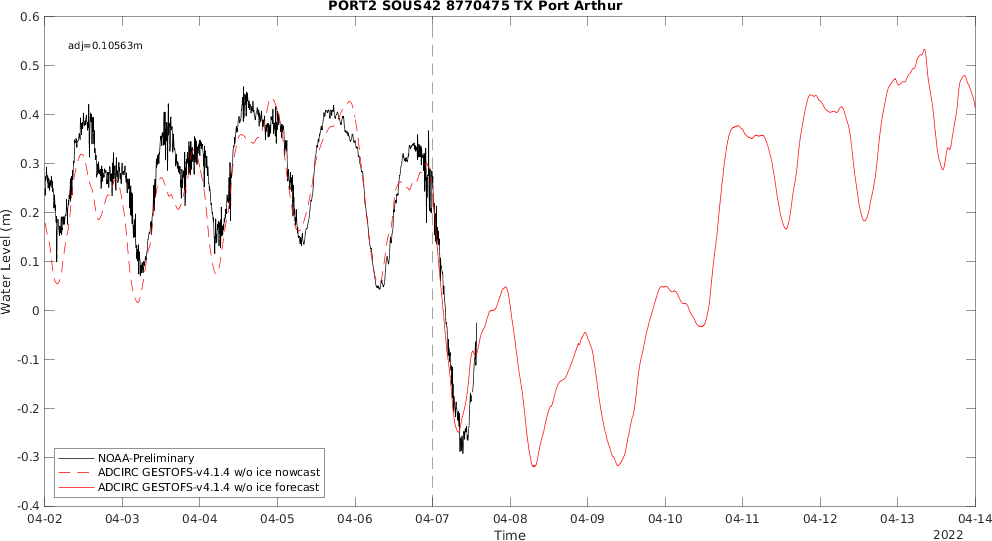 PORT2 SOUS42 8770475 TX Port Arthur
adj=0.10563m
0.6
0.5
0.4
0.3
0.2
0.1
0
-0.1
-0.2
-0.3
-0.4
Water Level (m)
NOAA-Preliminary
ADCIRC GESTOFS-v4.1.4 w/o ice nowcast
ADCIRC GESTOFS-v4.1.4 w/o ice forecast
04-02 04-03 04-04 04-05 04-06 04-07 04-08 04-09 04-10 04-11 04-12 04-13 04-14
Time
2022